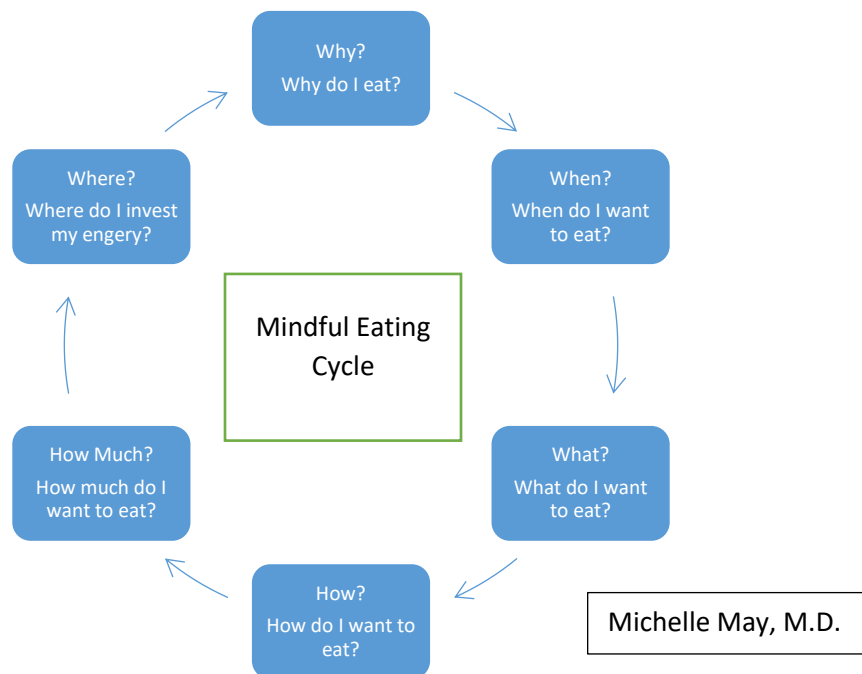 Why?
Why do I eat?
When?
When do I want
to eat?
What?
What do I want
to eat?
How?
How do I want to
eat?
How Much?
How much do I
want to eat?
Where?
Where do I invest
my engery?
Mindful Eating
Cycle
Michelle May, M.D.